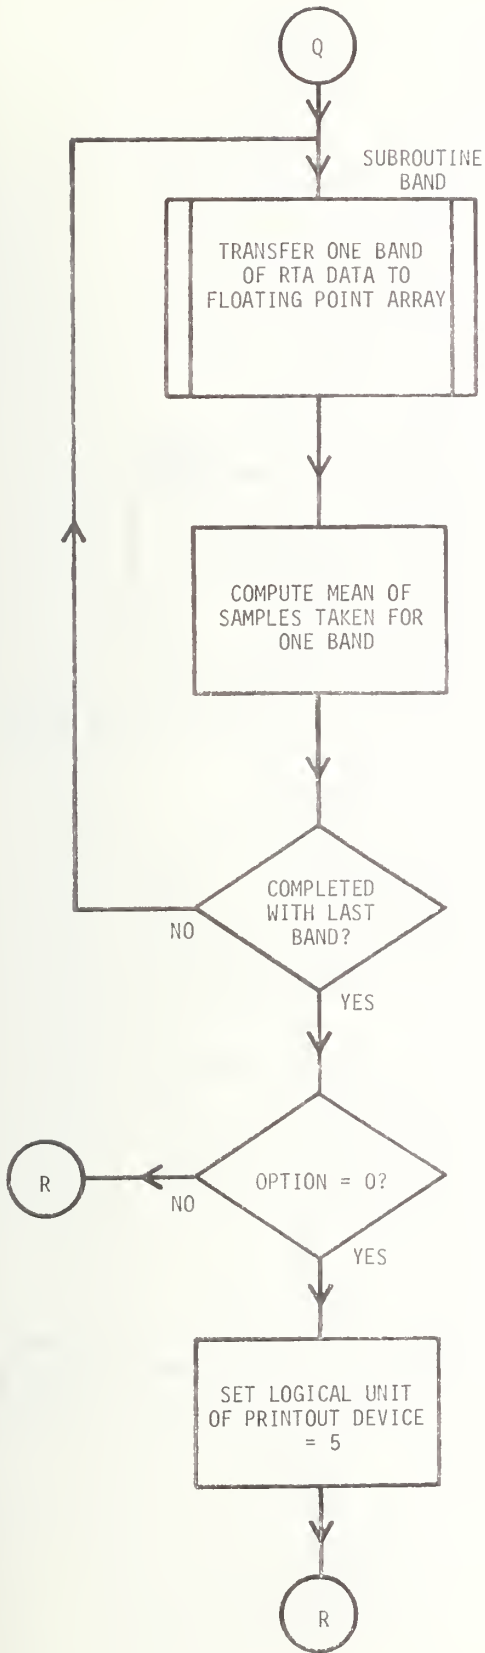 Q
SUBROUTINE
BAND
TRANSFER ONE BAND
OF RTA DATA TO
FLOATING POINT ARRAY
COMPUTE MEAN OF
SAMPLES TAKEN FOR
ONE BAND
COMPLETED
WITH LAST
BAND?
NO
YES
OPTION = 0?
R
NO
YES
SET LOGICAL UNIT
OF PRINTOUT DEVICE
= 5
R